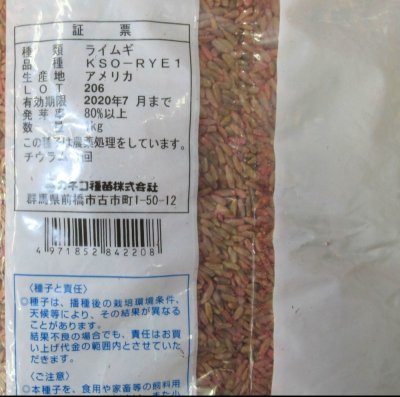 証票
種類 ライムギ
品種 KSO-RYE1
生産地 アメリカ
LOT 206
有効期限 2020年7月まで
発芽率 80%以上
数量 1kg
この種子は農薬処理をしています。
チウラム 回
カネコ種苗株式会社
群馬県前橋市古市町1-50-12
4971852842208
〈種子と責任〉
○種子は、播種後の栽培環境条件、
天候等により、その結果が異なる
ことがあります。
結果不良の場合でも、責任はお買
い上げ代金の範囲内とさせていた
だきます。
〈ご注意〉
○本種子を、食用や家畜等の飼料用